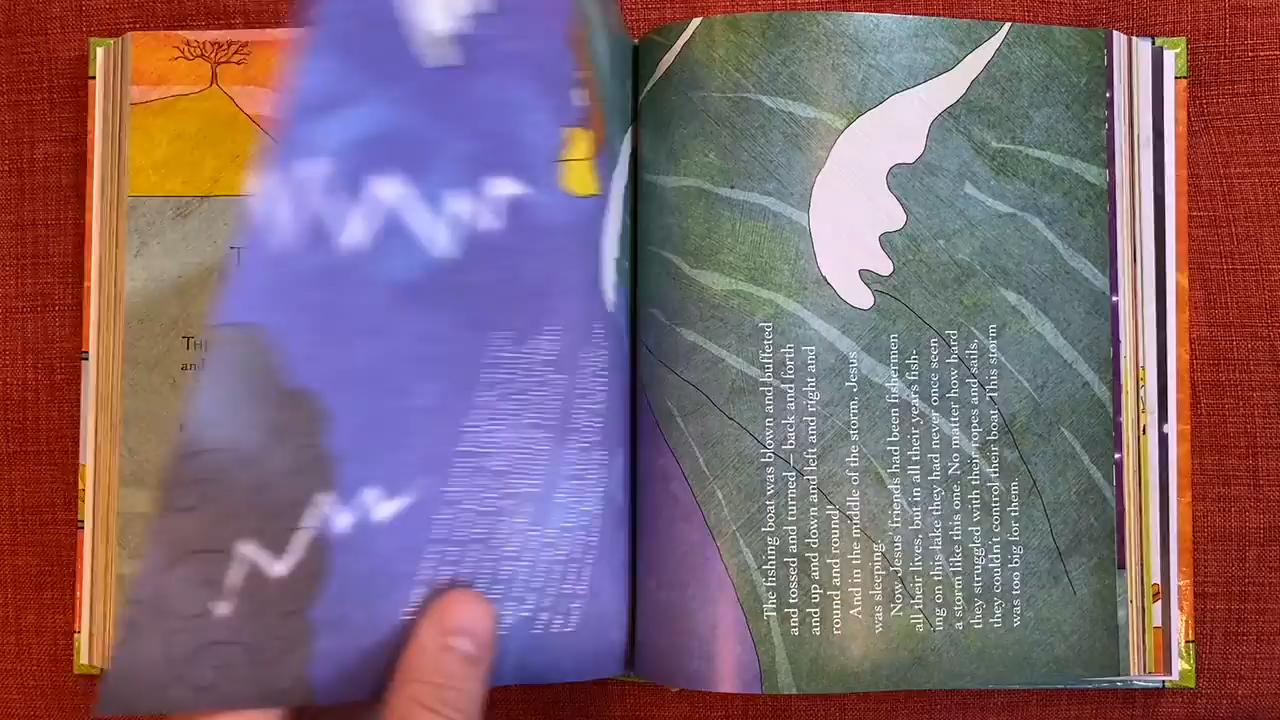 T
TH
and
The fishing boat was blown and buffeted
and tossed and turned – back and forth
and up and down and left and right and
round and round!
And in the middle of the storm, Jesus
was sleeping.
Now, Jesus' friends had been fishermen
all their lives, but in all their years fish-
ing on this lake they had never once seen
a storm like this one. No matter how hard
they struggled with their ropes and sails,
they couldn't control their boat. This storm
was too big for them.